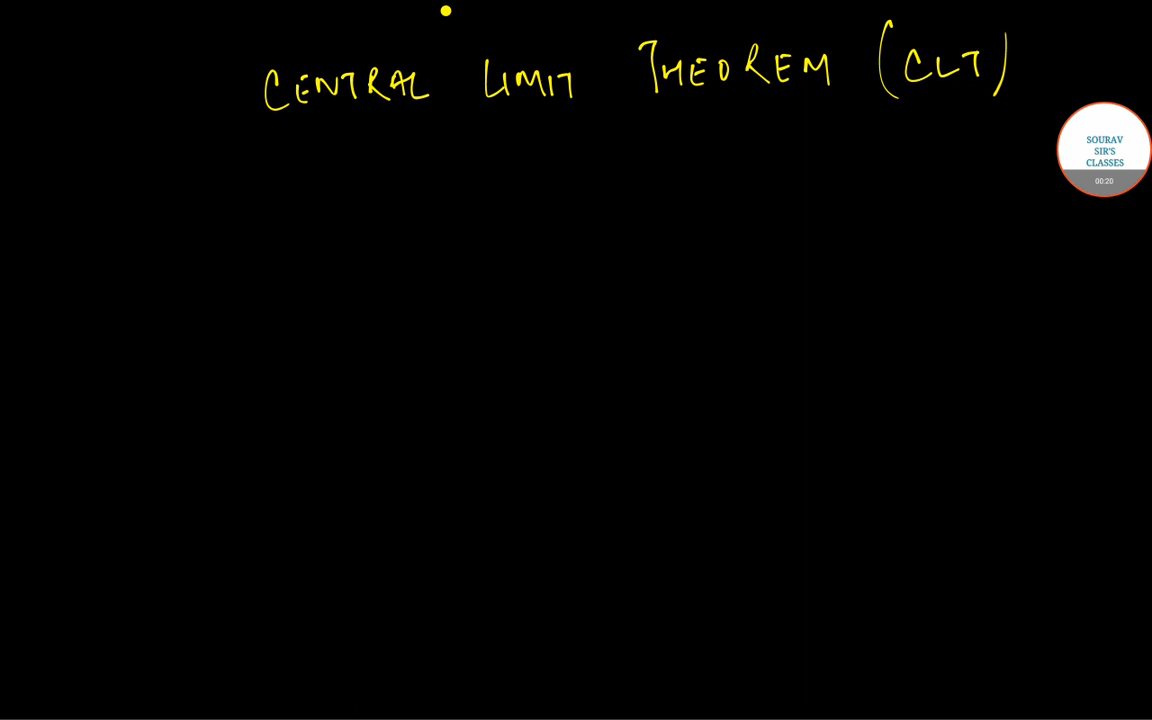 CENTRAL LIMIT THEOREM (CLT)
SOURAV
SIR'S
CLASSES
00:20